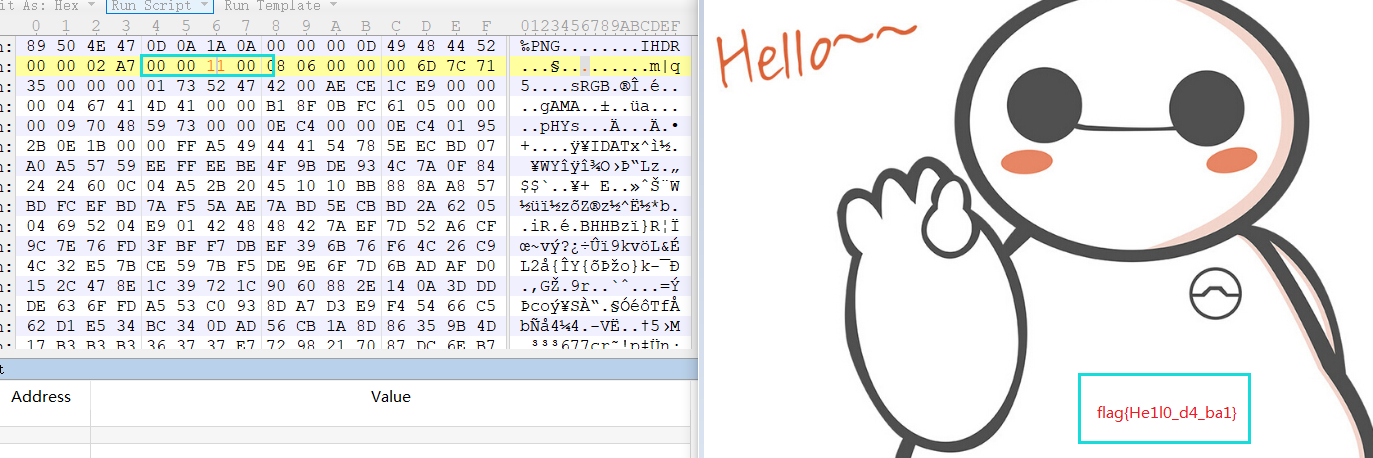 it As: Hex Run Script Run Template
0 1 2 3 4 5 6 7 8 9 A B C D E F 0123456789ABCDEF
h: 89 50 4E 47 0D 0A 1A 0A 00 00 00 0D 49 48 44 52 ‰PNG........IHDR
h: 00 00 02 A7 00 00 11 00 08 06 00 00 00 6D 7C 71 ...§.........m|q
h: 35 00 00 00 01 73 52 47 42 00 AE CE 1C E9 00 00 5....sRGB.®Î.é..
h: 00 04 67 41 4D 41 00 00 B1 8F 0B FC 61 05 00 00 ..gAMA..±..üa...
h: 00 09 70 48 59 73 00 00 0E C4 00 00 0E C4 01 95 ..pHYs...Ä...Ä.•
h: 2B 0E 1B 00 00 FF A5 49 44 41 54 78 5E EC BD 07 +....ÿ¥IDATx^ì½.
h: A0 A5 57 59 EE FF EE BE 4F 9B DE 93 4C 7A 0F 84 ¥WYîÿî¾O›Þ“Lz.„
h: 24 24 60 0C 04 A5 2B 20 45 10 10 BB 88 8A A8 57 $$`..¥+ E..»ˆŠ¨W
h: BD FC EF BD 7A F5 5A AE 7A BD 5E CB BD 2A 62 05 ½üï½zõZ®z½^Ë½*b.
h: 04 69 52 04 E9 01 42 48 48 42 7A EF 7D 52 A6 CF .iR.é.BHHBzï}R¦Ï
h: 9C 7E 76 FD 3F BF F7 DB EF 39 6B 76 F6 4C 26 C9 œ~vý?¿÷Ûï9kvöL&É
h: 4C 32 E5 7B CE 59 7B F5 DE 9E 6F 7D 6B AD AF D0 L2å{ÎY{õÞžo}k­¯Ð
h: 15 2C 47 8E 1C 39 72 1C 90 60 88 2E 14 0A 3D DD .,GŽ.9r..`ˆ...=Ý
h: DE 63 6F FD A5 53 C0 93 8D A7 D3 E9 F4 54 66 C5 Þcoý¥SÀ“.§ÓéôTfÅ
h: 62 D1 E5 34 BC 34 0D AD 56 CB 1A 8D 86 35 9B 4D bÑå4¼4.­VË..†5›M
h: 17 B3 B3 B3 36 37 37 E7 72 98 21 70 87 DC 6E B7 .³³³677çr˜!p‡Ün·
t
Address Value
Hello~~
flag{He1l0_d4_ba1}